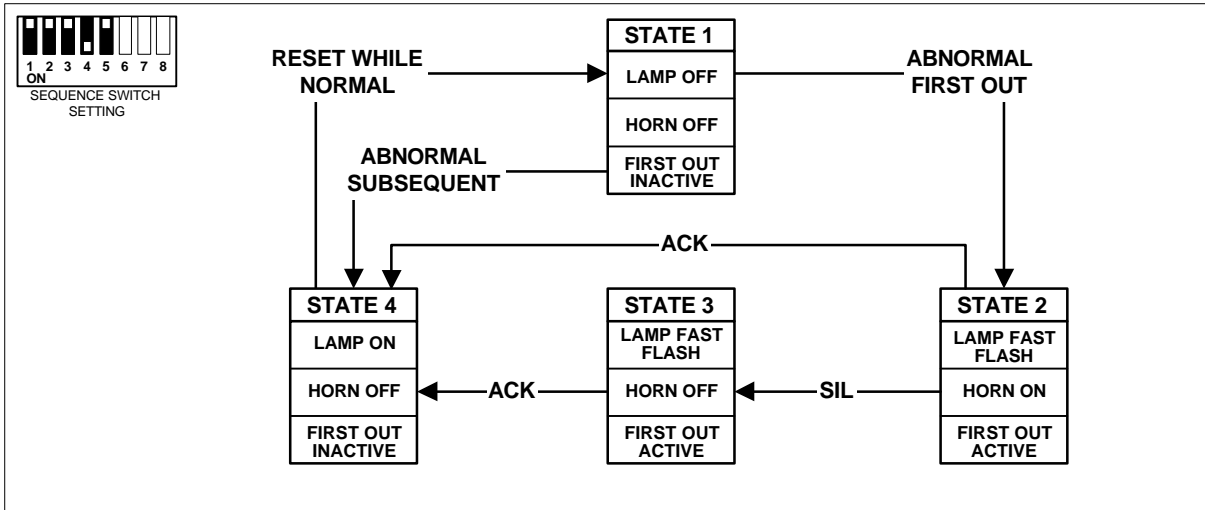 1 2 3 4 5 6 7 8
ON
SEQUENCE SWITCH
SETTING
RESET WHILE
NORMAL
STATE 1
LAMP OFF
HORN OFF
FIRST OUT
INACTIVE
ABNORMAL
FIRST OUT
ABNORMAL
SUBSEQUENT
ACK
STATE 4
LAMP ON
HORN OFF
FIRST OUT
INACTIVE
ACK
STATE 3
LAMP FAST
FLASH
HORN OFF
FIRST OUT
ACTIVE
SIL
STATE 2
LAMP FAST
FLASH
HORN ON
FIRST OUT
ACTIVE